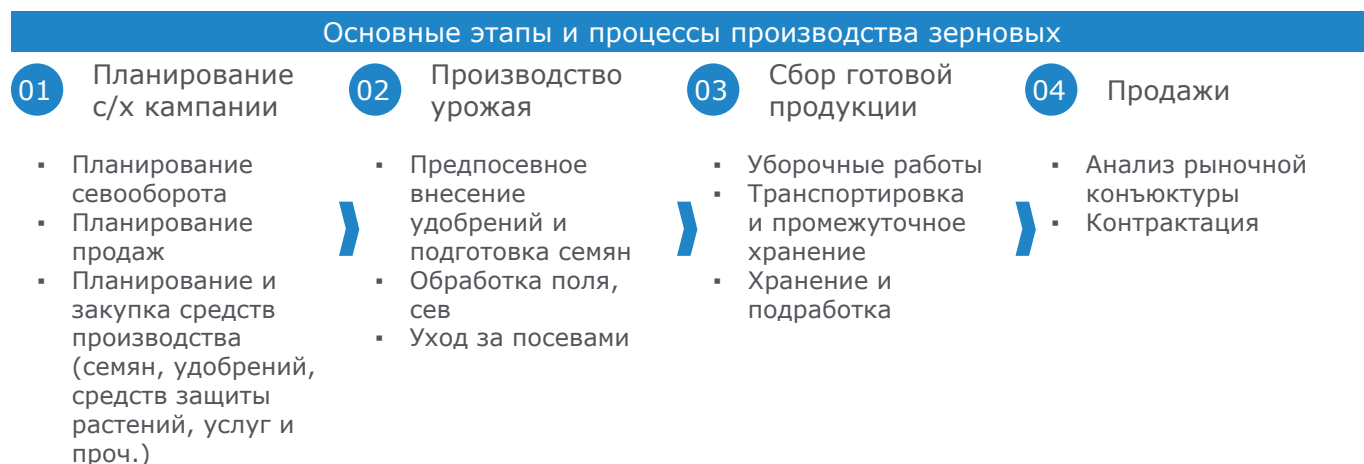 Основные этапы и процессы производства зерновых
01
Планирование
с/х кампании
▪ Планирование
севооборота
▪ Планирование
продаж
▪ Планирование и
закупка средств
производства
(семян, удобрений,
средств защиты
растений, услуг и
проч.)
02
Производство
урожая
▪ Предпосевное
внесение
удобрений и
подготовка семян
▪ Обработка поля,
сев
▪ Уход за посевами
03
Сбор готовой
продукции
▪ Уборочные работы
▪ Транспортировка
и промежуточное
хранение
▪ Хранение и
подработка
04
Продажи
▪ Анализ рыночной
конъюктуры
▪ Контрактация